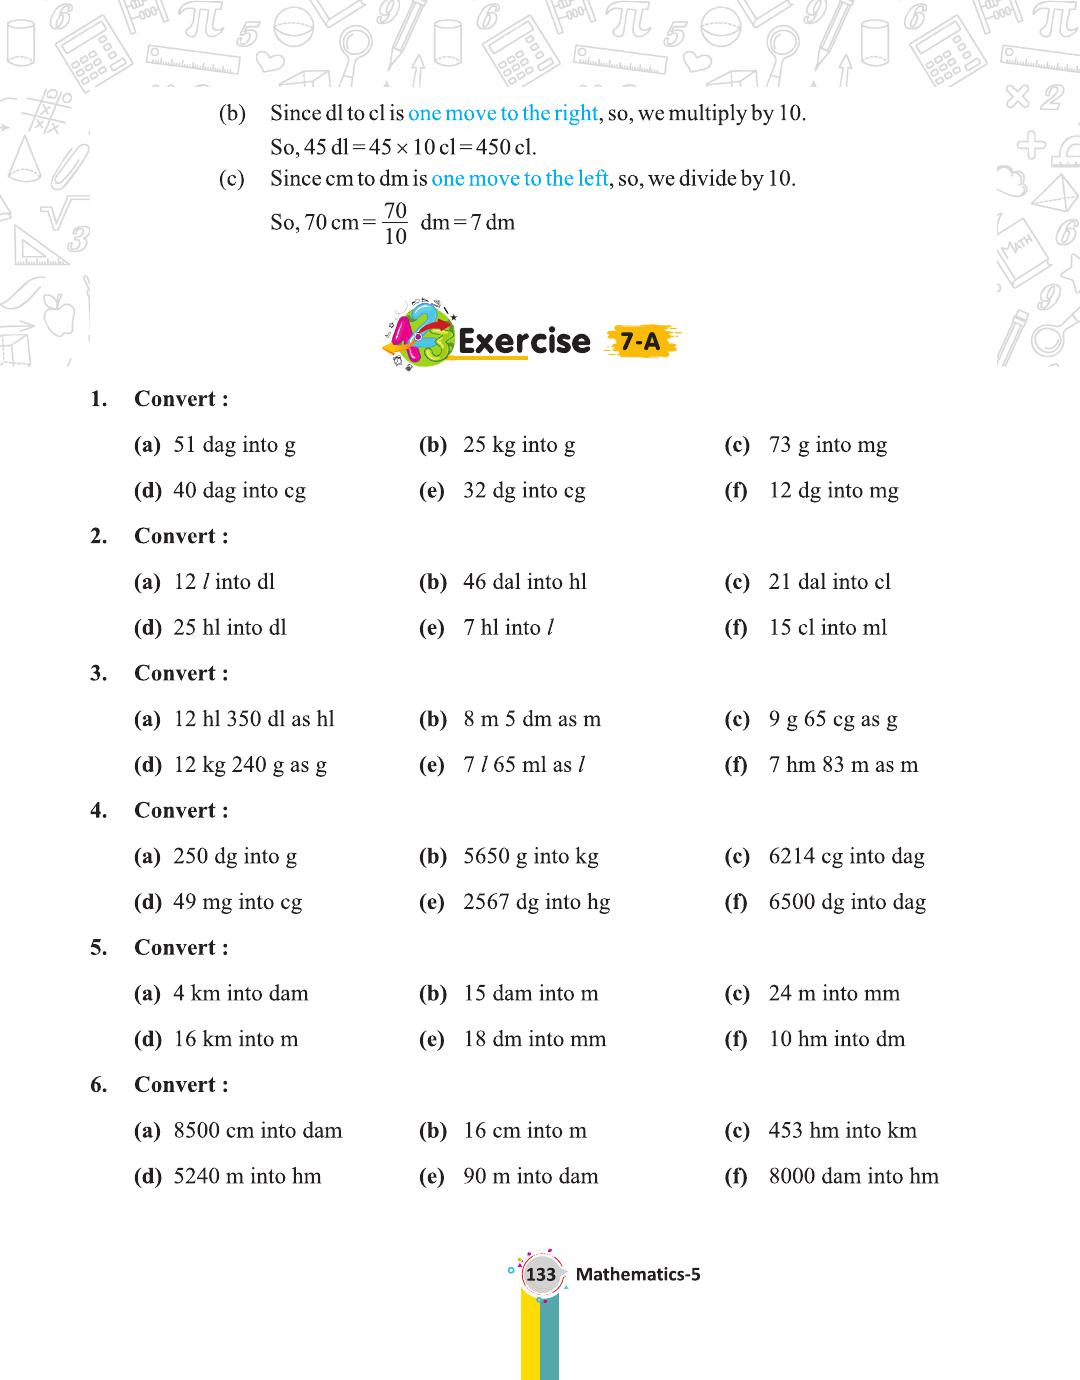 (b) Since dl to cl is one move to the right, so, we multiply by 10.
So, 45 dl = 45 × 10 cl = 450 cl.
(c) Since cm to dm is one move to the left, so, we divide by 10.
So, 70 cm = 70/10 dm = 7 dm
Exercise 7-A
1. Convert :
(a) 51 dag into g (b) 25 kg into g (c) 73 g into mg
(d) 40 dag into cg (e) 32 dg into cg (f) 12 dg into mg
2. Convert :
(a) 12 l into dl (b) 46 dal into hl (c) 21 dal into cl
(d) 25 hl into dl (e) 7 hl into l (f) 15 cl into ml
3. Convert :
(a) 12 hl 350 dl as hl (b) 8 m 5 dm as m (c) 9 g 65 cg as g
(d) 12 kg 240 g as g (e) 7 l 65 ml as l (f) 7 hm 83 m as m
4. Convert :
(a) 250 dg into g (b) 5650 g into kg (c) 6214 cg into dag
(d) 49 mg into cg (e) 2567 dg into hg (f) 6500 dg into dag
5. Convert :
(a) 4 km into dam (b) 15 dam into m (c) 24 m into mm
(d) 16 km into m (e) 18 dm into mm (f) 10 hm into dm
6. Convert :
(a) 8500 cm into dam (b) 16 cm into m (c) 453 hm into km
(d) 5240 m into hm (e) 90 m into dam (f) 8000 dam into hm
133 Mathematics-5